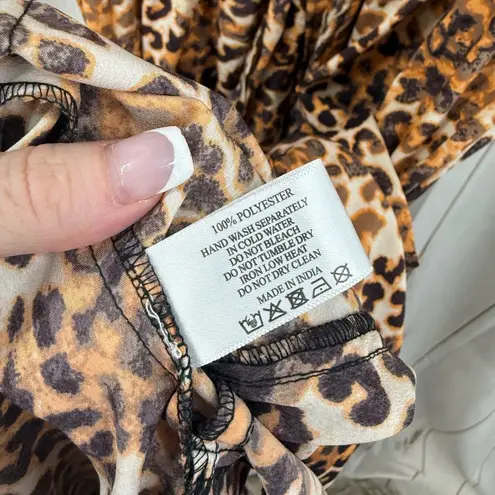 100% POLYESTER
HAND WASH SEPARATELY
IN COLD WATER
DO NOT BLEACH
DO NOT TUMBLE DRY
IRON LOW HEAT
DO NOT DRY CLEAN
MADE IN INDIA